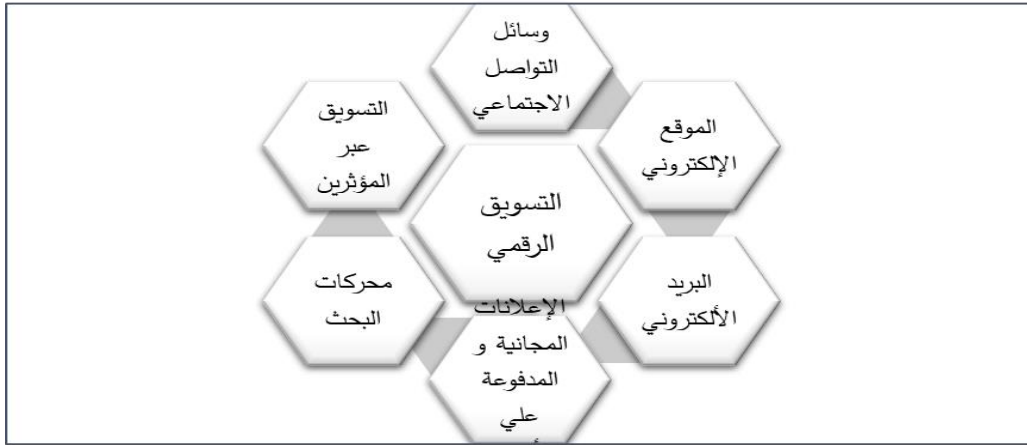 وسائل
التواصل
الاجتماعي
الموقع
الإلكتروني
البريد
الألكتروني
الإعلانات
المجانية و
المدفوعة
علي
محركات
البحث
التسويق
عبر
المؤثرين
التسويق
الرقمي